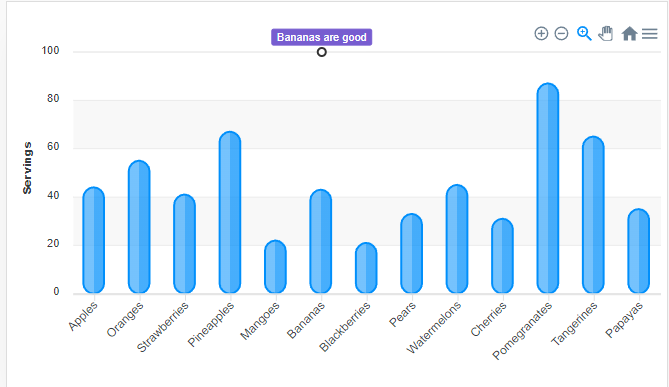 Bananas are good
100
80
60
40
20
0
Servings
Apples
Oranges
Strawberries
Pineapples
Mangoes
Bananas
Blackberries
Pears
Watermelons
Cherries
Pomegranates
Tangerines
Papayas